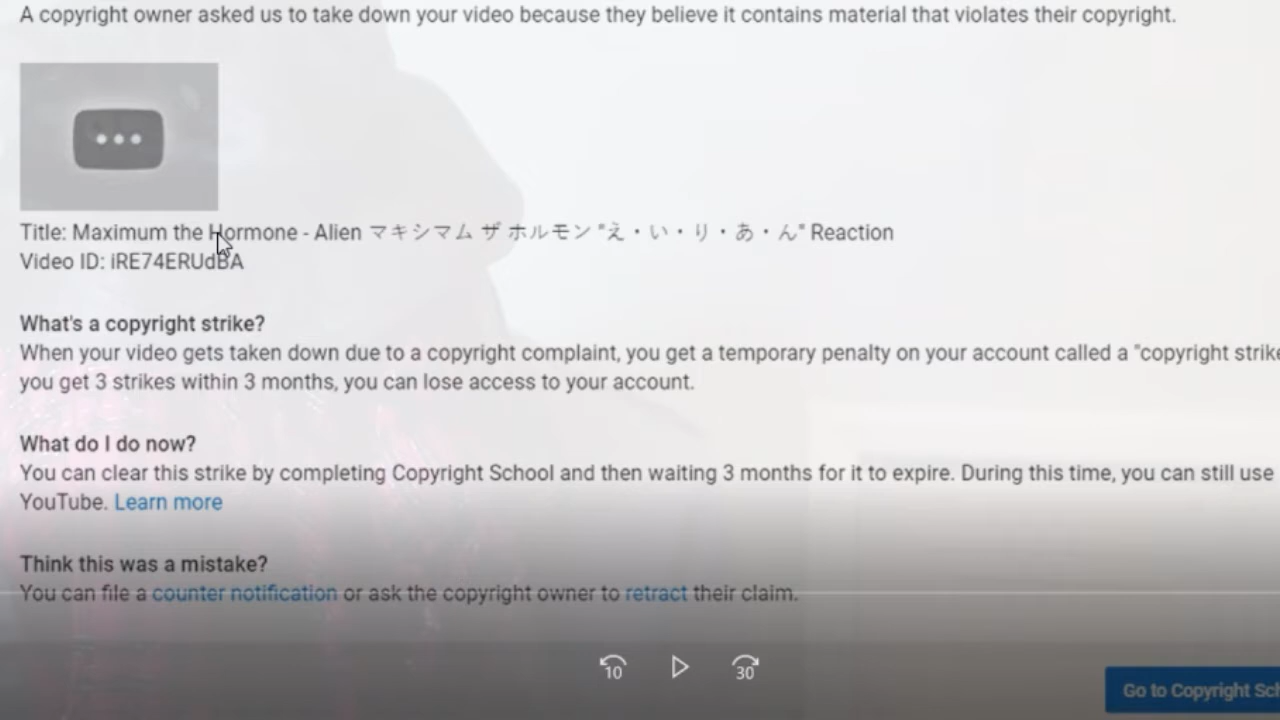 A copyright owner asked us to take down your video because they believe it contains material that violates their copyright.
Title: Maximum the Hormone - Alien マキシマム ザ ホルモン "え・い・り・あ・ん" Reaction
Video ID: iRE74ERUdBA
What's a copyright strike?
When your video gets taken down due to a copyright complaint, you get a temporary penalty on your account called a "copyright strike
you get 3 strikes within 3 months, you can lose access to your account.
What do I do now?
You can clear this strike by completing Copyright School and then waiting 3 months for it to expire. During this time, you can still use
YouTube. Learn more
Think this was a mistake?
You can file a counter notification or ask the copyright owner to retract their claim.
10 30
Go to Copyright Sch